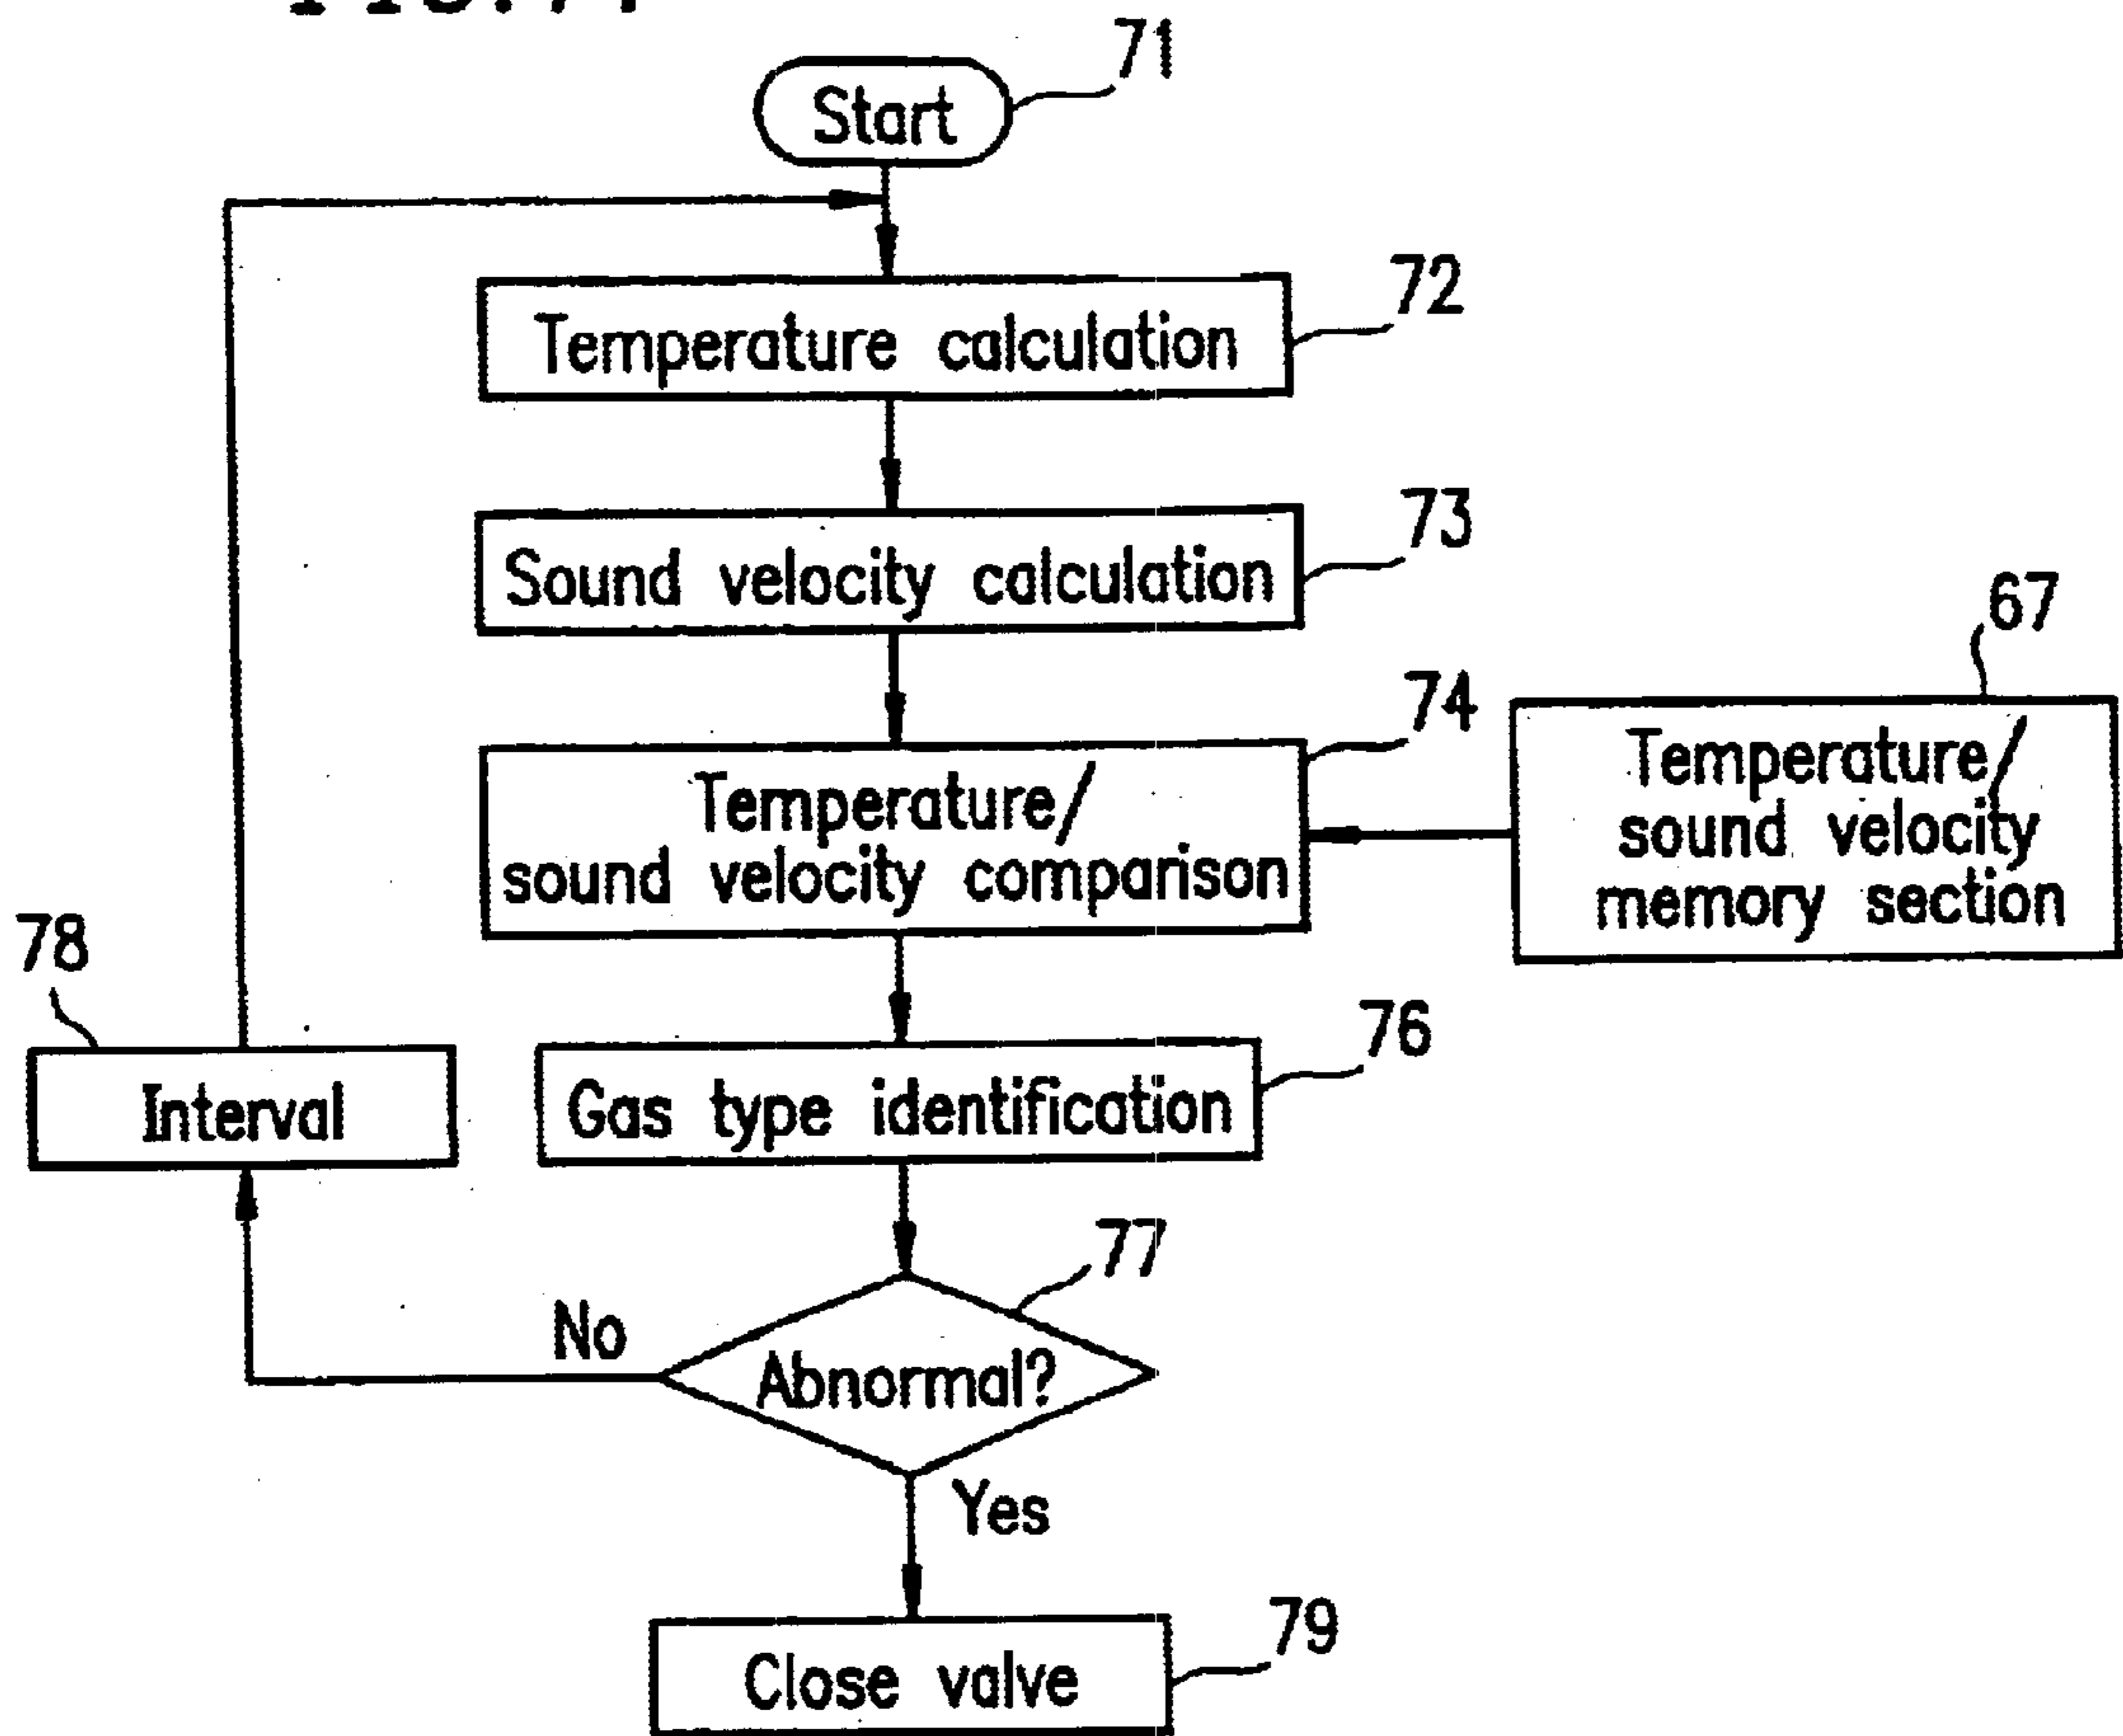 71
Start
72
Temperature calculation
73
Sound velocity calculation
67
74
Temperature/
sound velocity comparison
Temperature/
sound velocity
memory section
78
Interval
76
Gas type identification
77
No
Abnormal?
Yes
79
Close valve